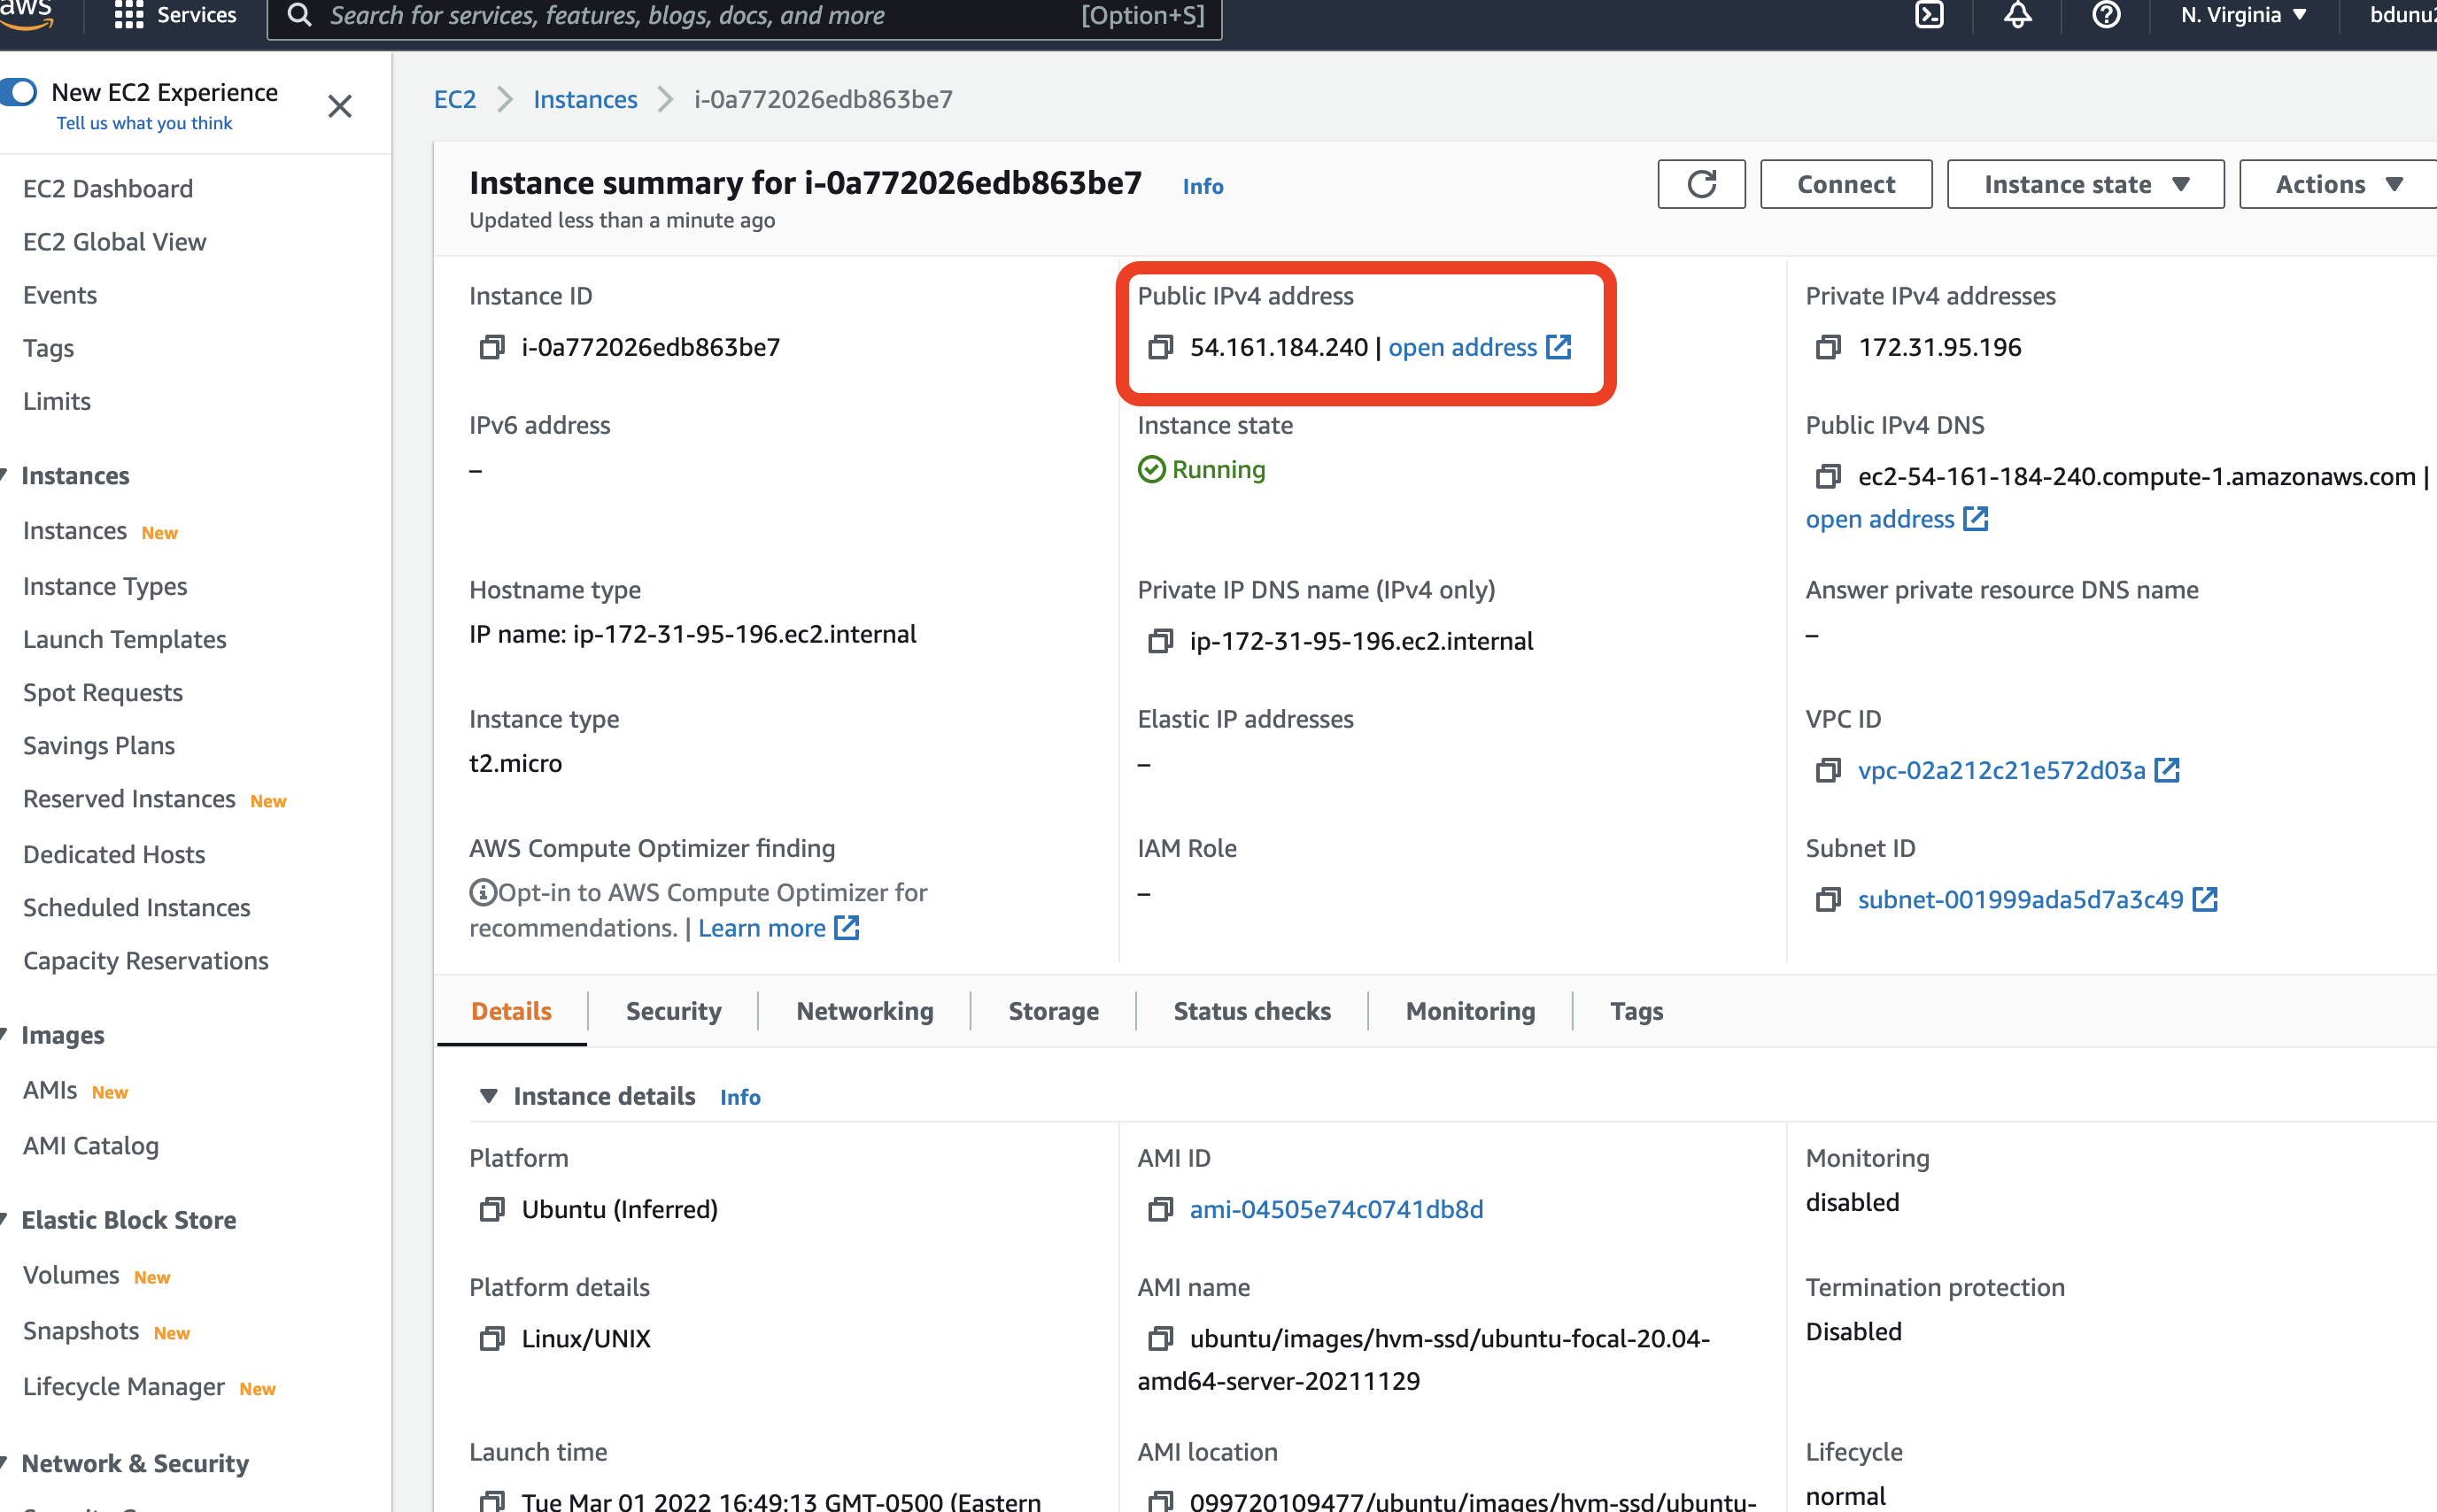 aws
Services
Search for services, features, blogs, docs, and more
[Option+S]
N. Virginia
New EC2 Experience
Tell us what you think
EC2 Dashboard
EC2 Global View
Events
Tags
Limits
Instances
Instances New
Instance Types
Launch Templates
Spot Requests
Savings Plans
Reserved Instances New
Dedicated Hosts
Scheduled Instances
Capacity Reservations
Images
AMIs New
AMI Catalog
Elastic Block Store
Volumes New
Snapshots New
Lifecycle Manager New
Network & Security
EC2
Instances
i-0a772026edb863be7
Instance summary for i-0a772026edb863be7 Info
Updated less than a minute ago
Connect
Instance state
Actions
Instance ID
i-0a772026edb863be7
Public IPv4 address
54.161.184.240 | open address
Private IPv4 addresses
172.31.95.196
IPv6 address
–
Instance state
Running
Public IPv4 DNS
ec2-54-161-184-240.compute-1.amazonaws.com |
open address
Hostname type
IP name: ip-172-31-95-196.ec2.internal
Private IP DNS name (IPv4 only)
ip-172-31-95-196.ec2.internal
Answer private resource DNS name
–
Instance type
t2.micro
Elastic IP addresses
–
VPC ID
vpc-02a212c21e572d03a
AWS Compute Optimizer finding
Opt-in to AWS Compute Optimizer for
recommendations. | Learn more
IAM Role
–
Subnet ID
subnet-001999ada5d7a3c49
Details
Security
Networking
Storage
Status checks
Monitoring
Tags
Instance details Info
Platform
Ubuntu (Inferred)
AMI ID
ami-04505e74c0741db8d
Monitoring
disabled
Platform details
Linux/UNIX
AMI name
ubuntu/images/hvm-ssd/ubuntu-focal-20.04-
amd64-server-20211129
Termination protection
Disabled
Launch time
Tue Mar 01 2022 16:49:13 GMT-0500 (Eastern
AMI location
099720109477/ubuntu/images/hvm-ssd/ubuntu-
Lifecycle
normal